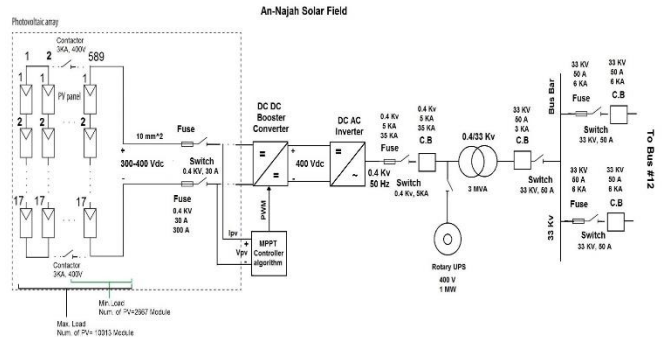 An-Najah Solar Field
Photovoltaic array
Contactor
3KA, 400V
1 2 589
1 1 1
PV panel
2 2 2
17 17 17
Contactor
3KA, 400V
10 mm^2
+
300-400 Vdc
-
Fuse
Switch
0.4 KV, 30 A
Fuse
0.4 KV
30 A
300 A
DC DC
Booster
Converter
=
=
+
400 Vdc
-
DC AC
Inverter
=
~
PWM
Ipv
+
Vpv
-
MPPT
Controller
algorithm
0.4 Kv
50 Hz
0.4 Kv
5 KA
35 KA
Fuse
Switch
0.4 Kv, 5KA
0.4 Kv
5 KA
35 KA
C.B
0.4/33 Kv
3 MVA
Rotary UPS
400 V
1 MW
33 KV
50 A
3 KA
C.B
Switch
33 KV, 50 A
Bus Bar
33 Kv
33 KV
50 A
6 KA
Fuse
Switch
33 KV, 50 A
33 KV
50 A
6 KA
C.B
33 KV
50 A
6 KA
Fuse
Switch
33 KV, 50 A
33 KV
50 A
6 KA
C.B
To Bus #12
Min.Load
Num. of PV=2667 Module
Max. Load
Num. of PV= 10013 Module